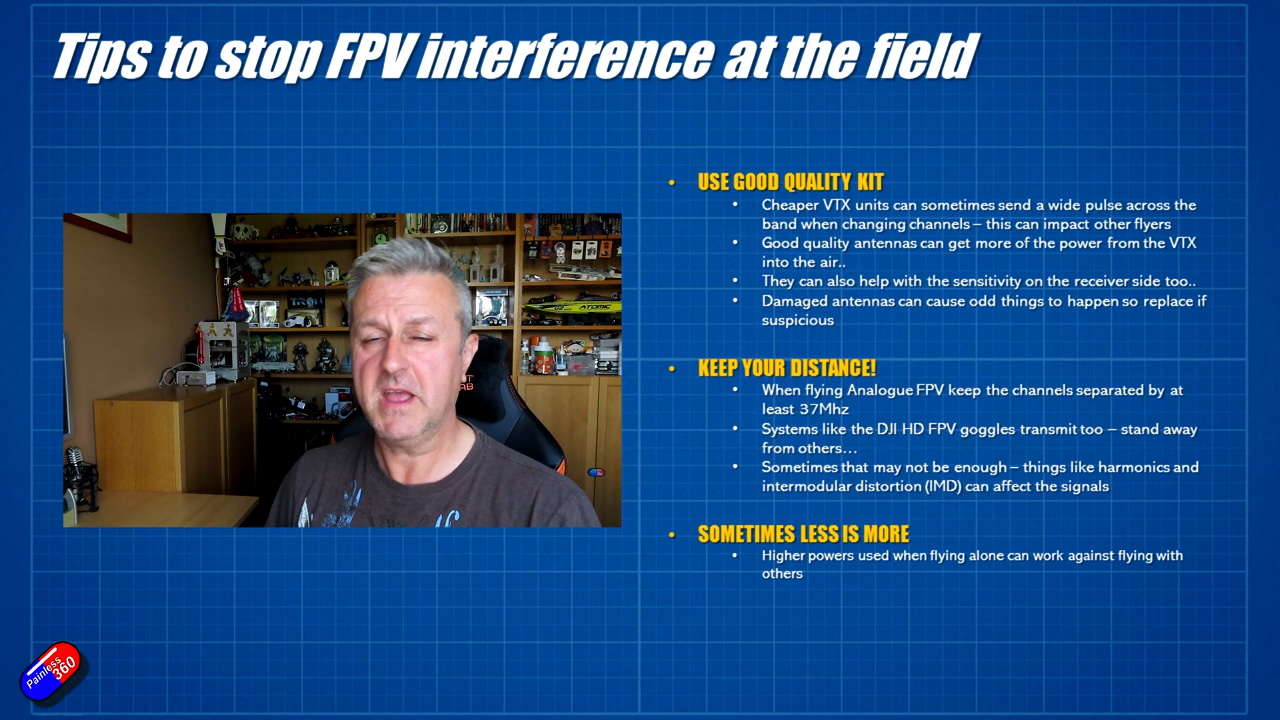 Tips to stop FPV interference at the field
• USE GOOD QUALITY KIT
• Cheaper VTX units can sometimes send a wide pulse across the
band when changing channels – this can impact other flyers
• Good quality antennas can get more of the power from the VTX
into the air..
• They can also help with the sensitivity on the receiver side too..
• Damaged antennas can cause odd things to happen so replace if
suspicious
• KEEP YOUR DISTANCE!
• When flying Analogue FPV keep the channels separated by at
least 37Mhz
• Systems like the DJI HD FPV goggles transmit too – stand away
from others…
• Sometimes that may not be enough – things like harmonics and
intermodular distortion (IMD) can affect the signals
• SOMETIMES LESS IS MORE
• Higher powers used when flying alone can work against flying with
others
TRON
ATOMIC
Painless
360